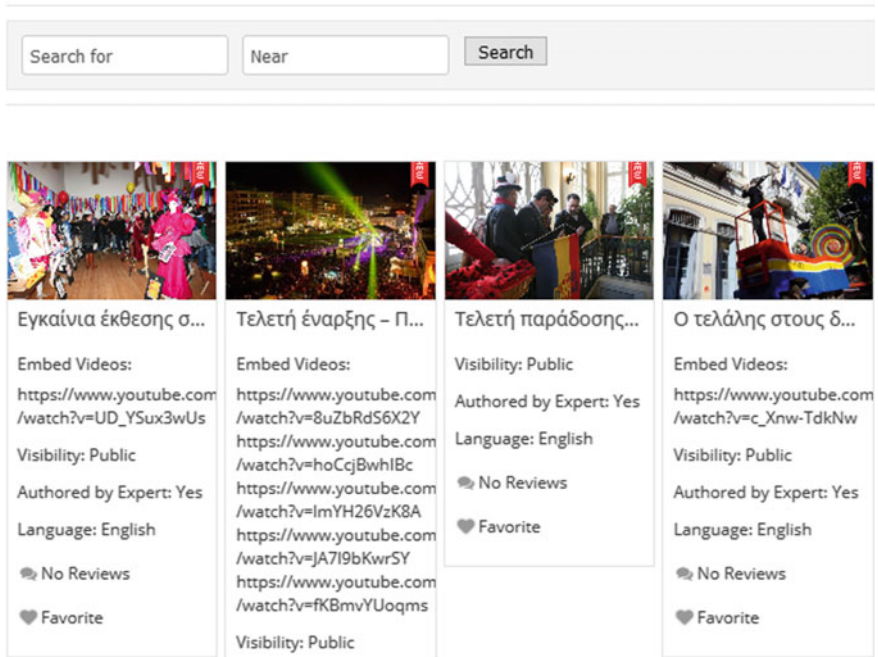 Search for
Near
Search
NEW
NEW
NEW
NEW
Εγκαίνια έκθεσης σ...
Embed Videos:
https://www.youtube.com
/watch?v=UD_YSux3wUs
Visibility: Public
Authored by Expert: Yes
Language: English
No Reviews
Favorite
Τελετή έναρξης – Π...
Embed Videos:
https://www.youtube.com
/watch?v=8uZbRdS6X2Y
https://www.youtube.com
/watch?v=hoCcjBwhIBc
https://www.youtube.com
/watch?v=lmYH26VzK8A
https://www.youtube.com
/watch?v=JA7I9bKwrSY
https://www.youtube.com
/watch?v=fKBmvYUoqms
Visibility: Public
Τελετή παράδοσης...
Visibility: Public
Authored by Expert: Yes
Language: English
No Reviews
Favorite
Ο τελάλης στους δ...
Embed Videos:
https://www.youtube.com
/watch?v=c_Xnw-TdkNw
Visibility: Public
Authored by Expert: Yes
Language: English
No Reviews
Favorite